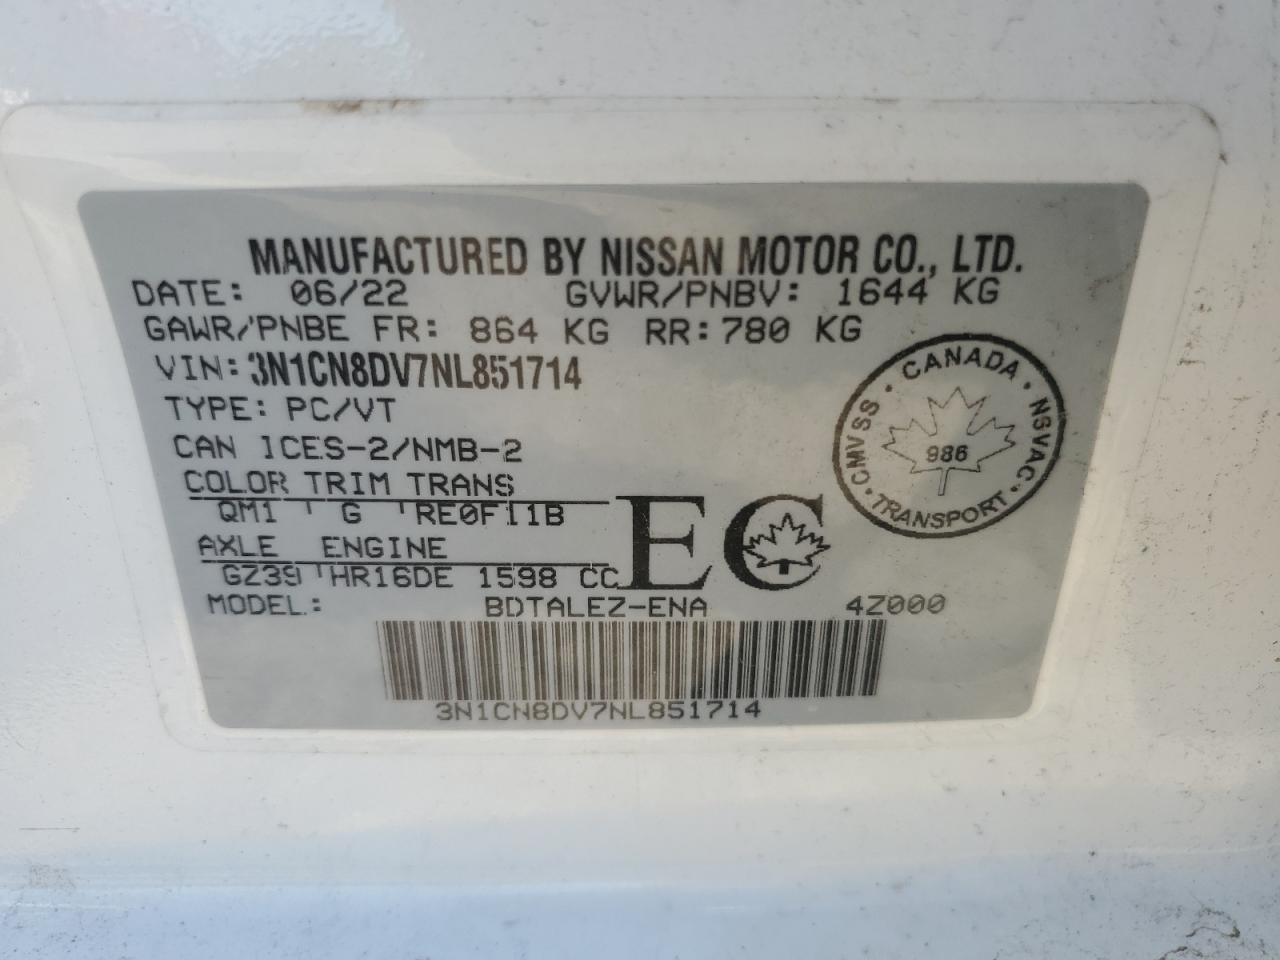 MANUFACTURED BY NISSAN MOTOR CO., LTD.
DATE: 06/22 GVWR/PNBV: 1644 KG
GAWR/PNBE FR: 864 KG RR: 780 KG
VIN: 3N1CN8DV7NL851714
TYPE: PC/VT
CAN ICES-2/NMB-2
COLOR TRIM TRANS
QM1 G RE0F11B
AXLE ENGINE
GZ39 HR16DE 1598 CC
EC
MODEL: BDTALEZ-ENA 4Z000
3N1CN8DV7NL851714
CANADA · NSVAC · TRANSPORT · CMVSS ·
986